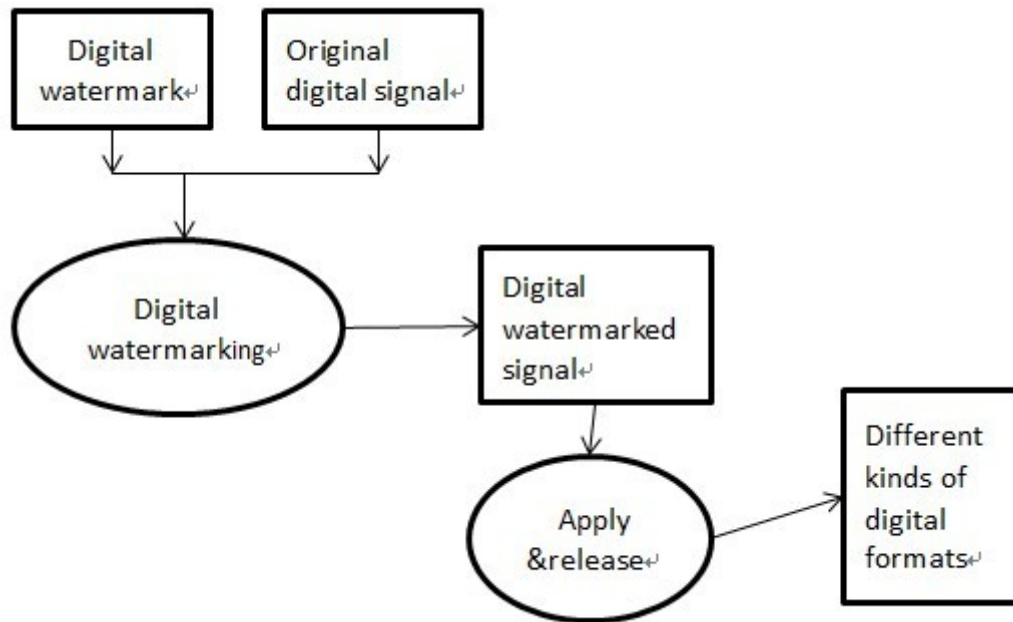 Digital
watermark↵
Original
digital signal↵
Digital
watermarking↵
Digital
watermarked
signal↵
Apply
&release↵
Different
kinds of
digital
formats↵